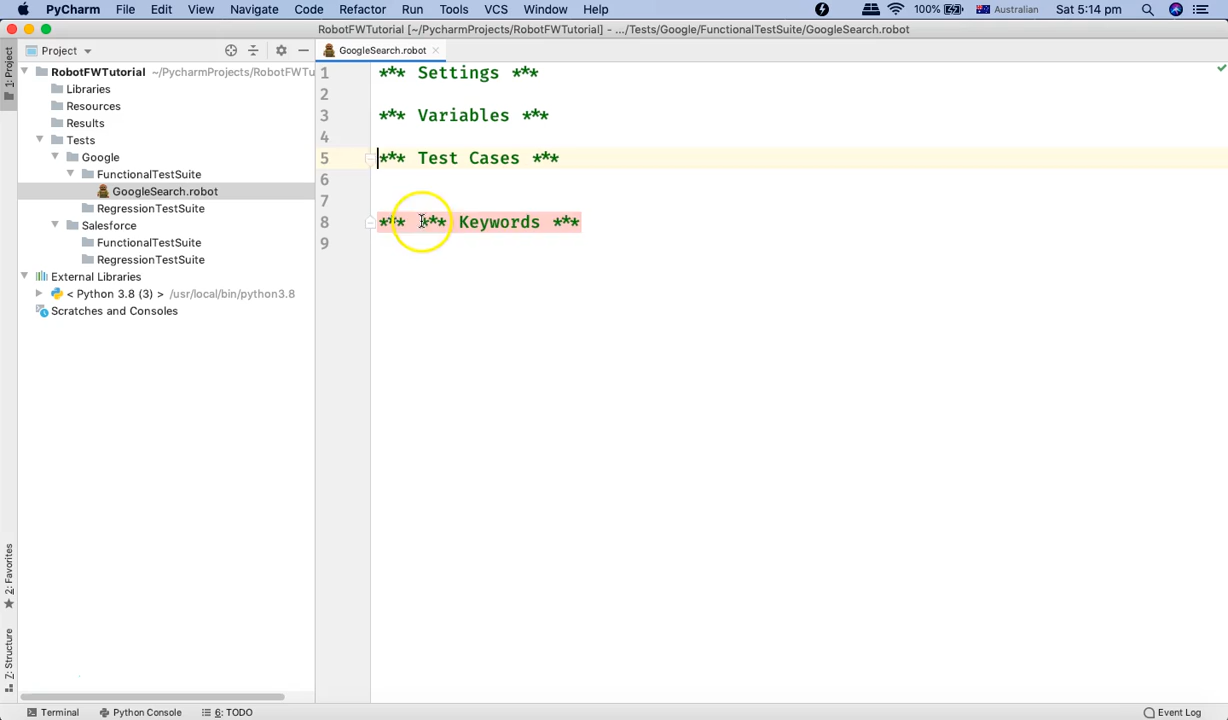 PyCharm File Edit View Navigate Code Refactor Run Tools VCS Window Help 100% Australian Sat 5:14 pm
RobotFWTutorial [~/PycharmProjects/RobotFWTutorial] - .../Tests/Google/FunctionalTestSuite/GoogleSearch.robot
1: Project
Project
GoogleSearch.robot
RobotFWTutorial ~/PycharmProjects/RobotFWTu
Libraries
Resources
Results
Tests
Google
FunctionalTestSuite
GoogleSearch.robot
RegressionTestSuite
Salesforce
FunctionalTestSuite
RegressionTestSuite
External Libraries
< Python 3.8 (3) > /usr/local/bin/python3.8
Scratches and Consoles
1 *** Settings ***
2
3 *** Variables ***
4
5 *** Test Cases ***
6
7
8 *** *** Keywords ***
9
2: Favorites
Z: Structure
Terminal Python Console 6: TODO Event Log